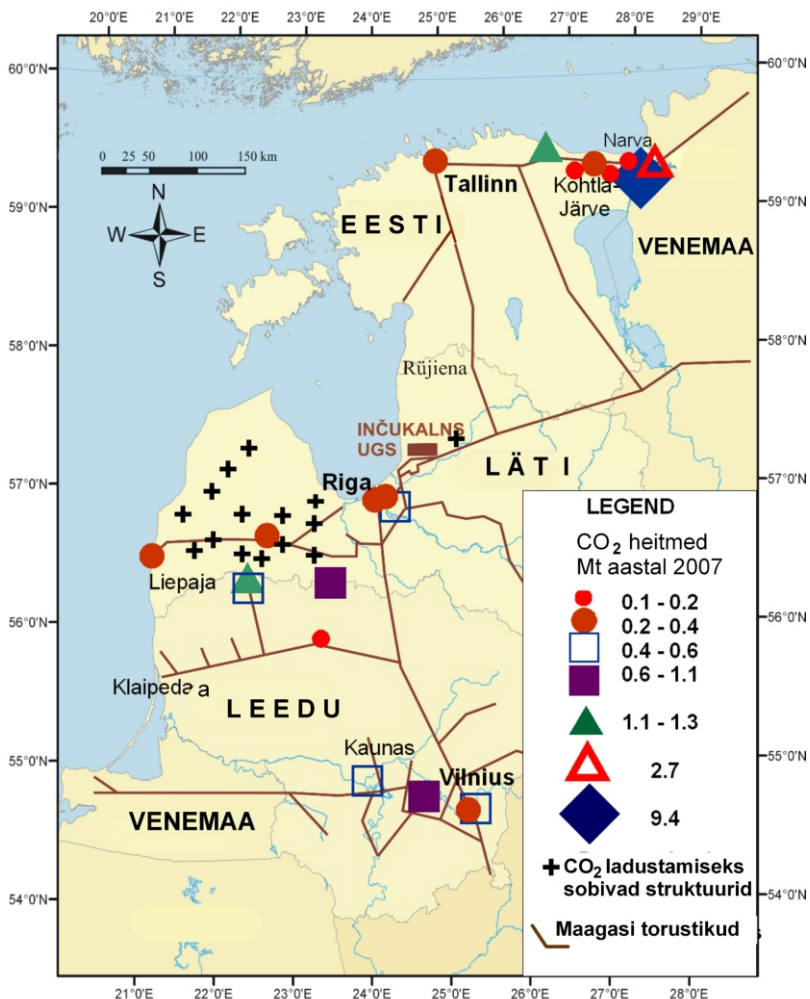 20°0'E 21°0'E 22°0'E 23°0'E 24°0'E 25°0'E 26°0'E 27°0'E 28°0'E
60°0'N
60°0'N
0 25 50 100 150 km
N
W E
S
Narva
Tallinn
Kohtla-
Järve
59°0'N
59°0'N
EESTI
VENEMAA
58°0'N
58°0'N
Rüjiena
INČUKALNS
UGS
LÄTI
57°0'N
57°0'N
Riga
Liepaja
56°0'N
56°0'N
Klaipeda a
LEEDU
Kaunas
Vilnius
55°0'N
55°0'N
VENEMAA
54°0'N
54°0'N
LEGEND
CO2 heitmed
Mt aastal 2007
0.1 - 0.2
0.2 - 0.4
0.4 - 0.6
0.6 - 1.1
1.1 - 1.3
2.7
9.4
CO2 ladustamiseks
sobivad struktuurid
Maagasi torustikud
21°0'E 22°0'E 23°0'E 24°0'E 25°0'E 26°0'E 27°0'E 28°0'E